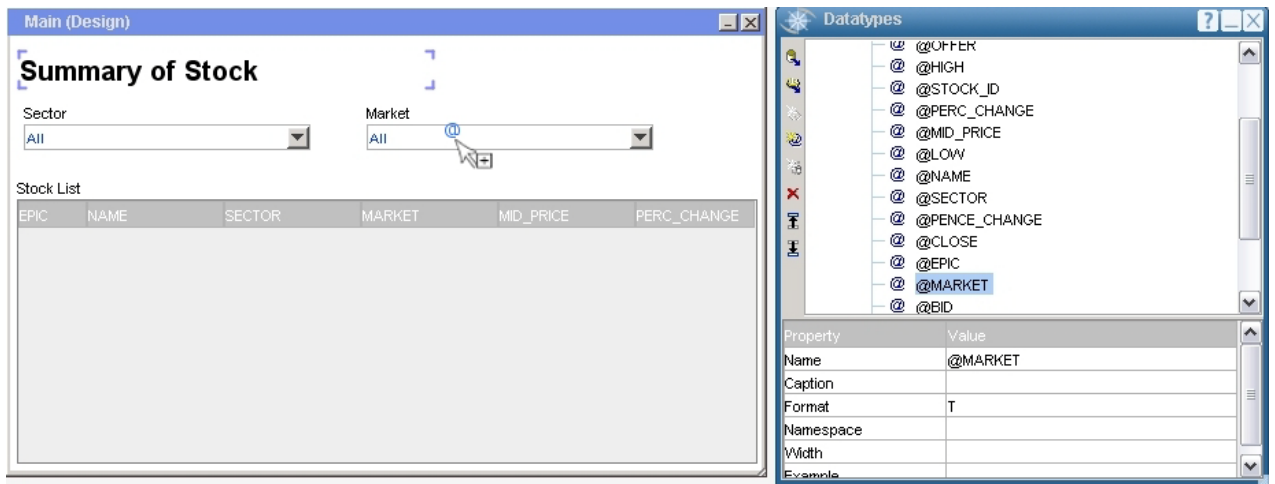 Main (Design)
Summary of Stock
Sector
Market
All
All
@
Stock List
EPIC NAME SECTOR MARKET MID_PRICE PERC_CHANGE
Datatypes
@ @OFFER
@ @HIGH
@ @STOCK_ID
@ @PERC_CHANGE
@ @MID_PRICE
@ @LOW
@ @NAME
@ @SECTOR
@ @PENCE_CHANGE
@ @CLOSE
@ @EPIC
@ @MARKET
@ @BID
Property Value
Name @MARKET
Caption
Format T
Namespace
Width
Example